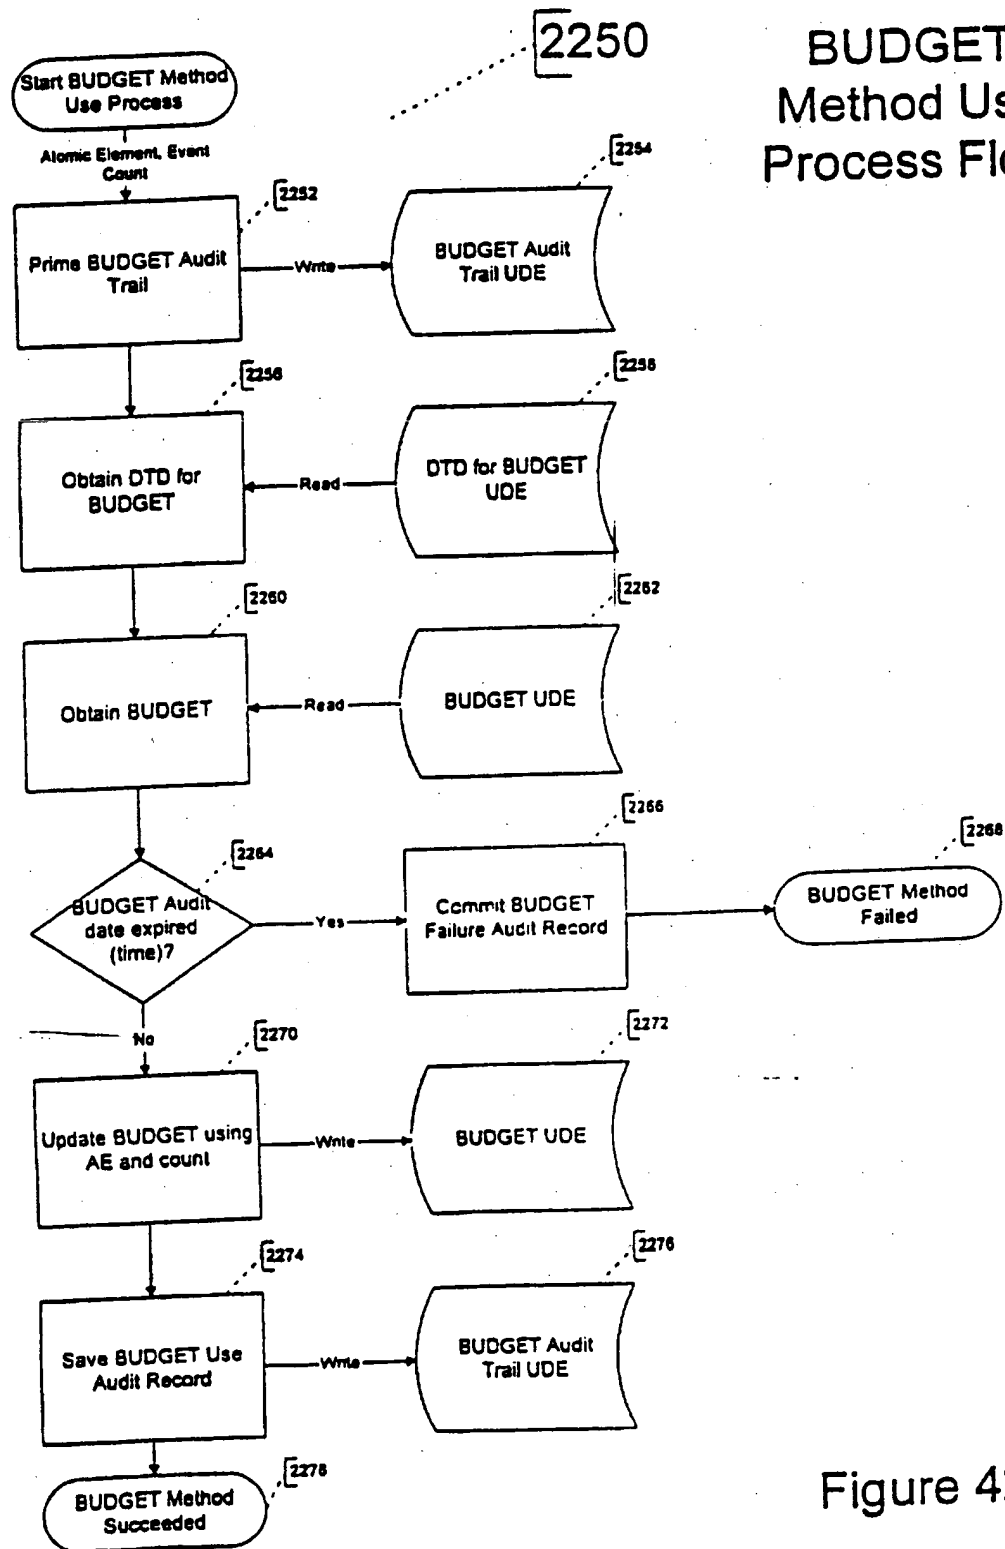 2250
BUDGET
Method Us
Process Flo
Start BUDGET Method
Use Process
Atomic Element, Event
Count
2252
2254
Prime BUDGET Audit
Trail
Write
BUDGET Audit
Trail UDE
2256
2258
Obtain DTD for
BUDGET
Read
DTD for BUDGET
UDE
2260
2262
Obtain BUDGET
Read
BUDGET UDE
2264
2266
2268
BUDGET Audit
date expired
(time)?
Yes
Commit BUDGET
Failure Audit Record
BUDGET Method
Failed
No
2270
2272
Update BUDGET using
AE and count
Write
BUDGET UDE
2274
2276
Save BUDGET Use
Audit Record
Write
BUDGET Audit
Trail UDE
2278
BUDGET Method
Succeeded
Figure 4